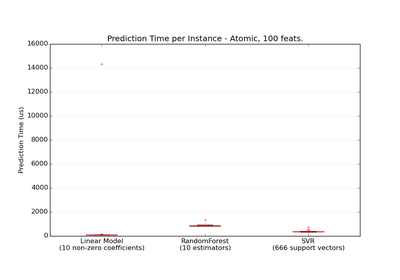 Prediction Time per Instance - Atomic, 100 feats.
16000
14000
12000
10000
8000
6000
4000
2000
0
Prediction Time (us)
Linear Model
(10 non-zero coefficients)
RandomForest
(10 estimators)
SVR
(666 support vectors)